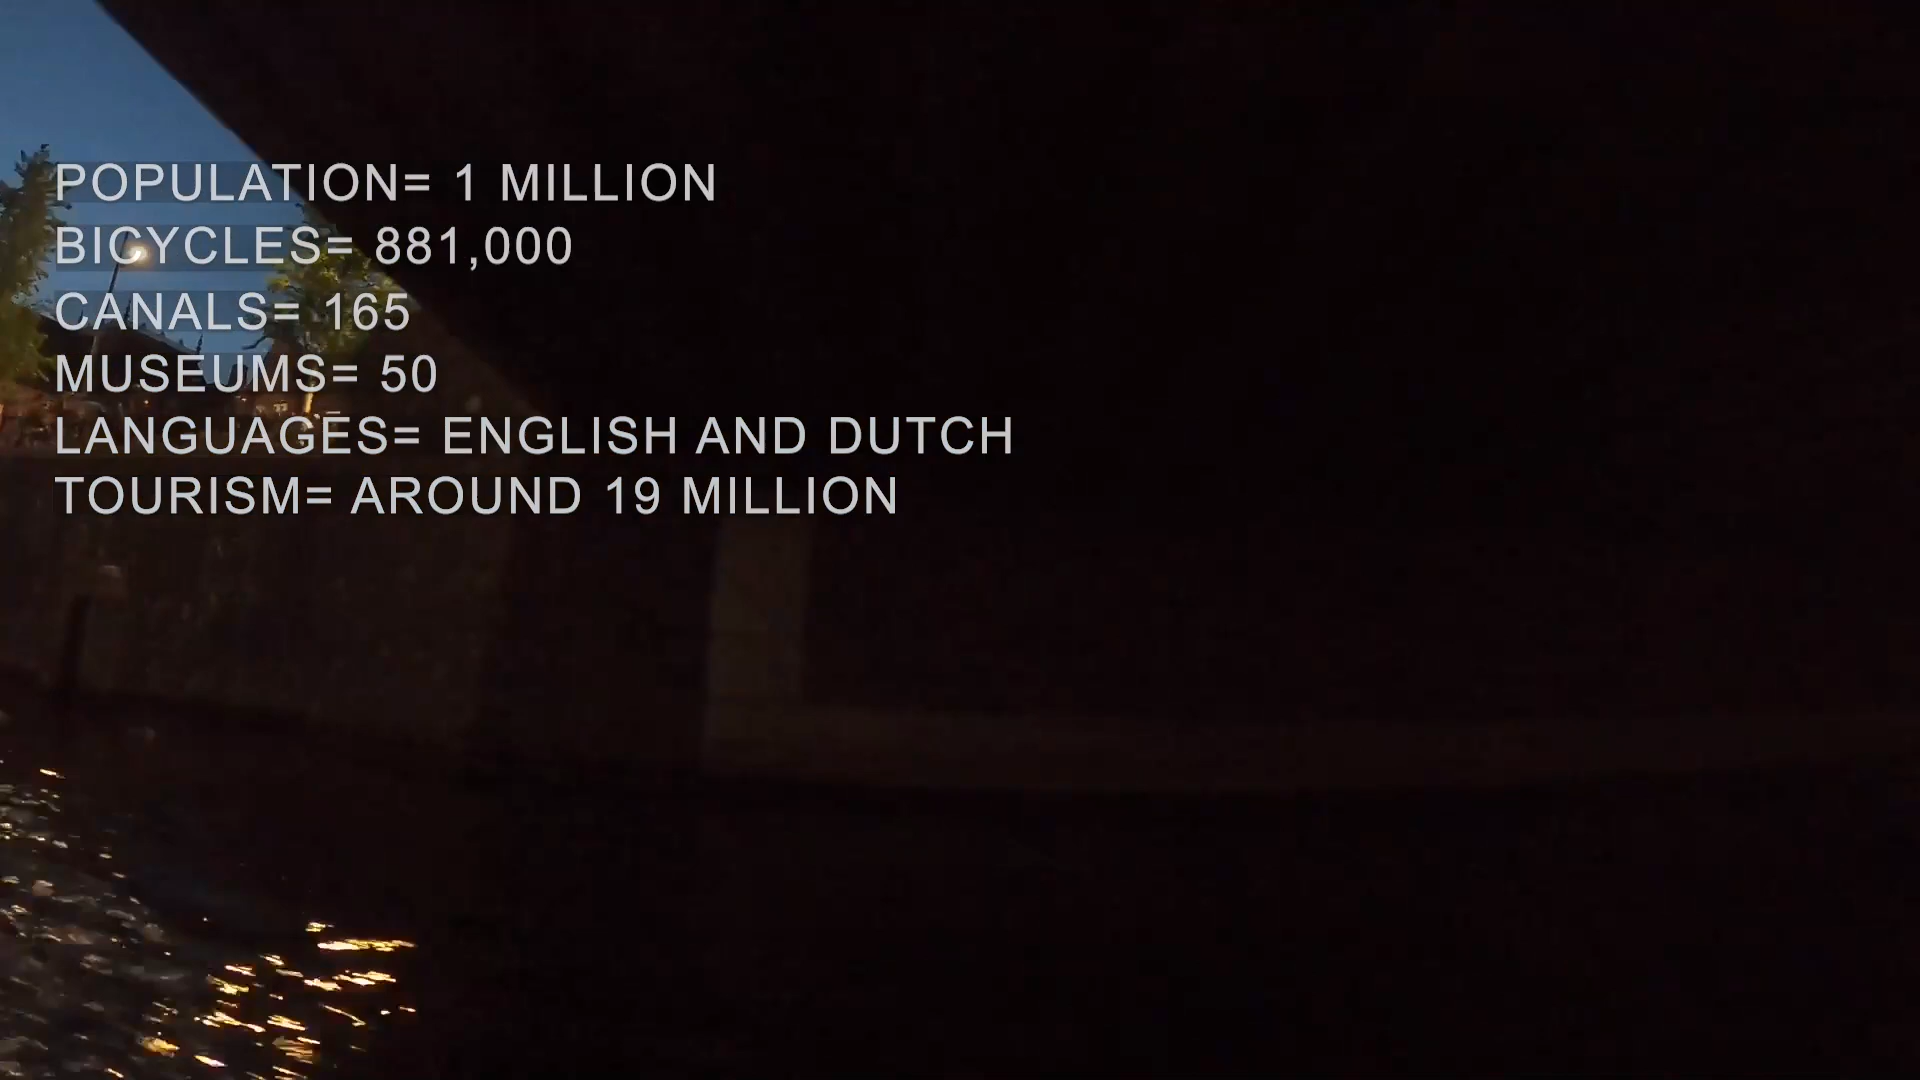 POPULATION= 1 MILLION
BICYCLES= 881,000
CANALS= 165
MUSEUMS= 50
LANGUAGES= ENGLISH AND DUTCH
TOURISM= AROUND 19 MILLION